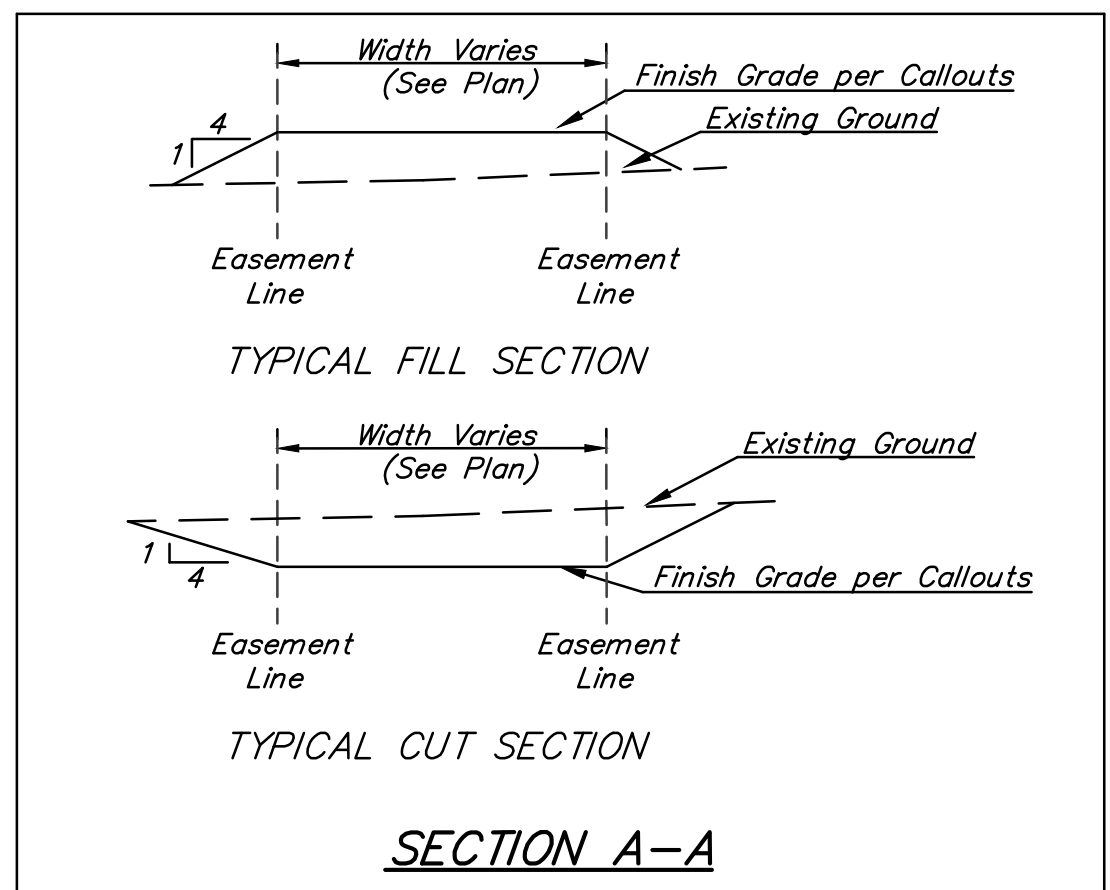 Width Varies
(See Plan)
Finish Grade per Callouts
Existing Ground
4
1
Easement
Line
Easement
Line
TYPICAL FILL SECTION
Width Varies
(See Plan)
Existing Ground
1
4
Finish Grade per Callouts
Easement
Line
Easement
Line
TYPICAL CUT SECTION
SECTION A-A